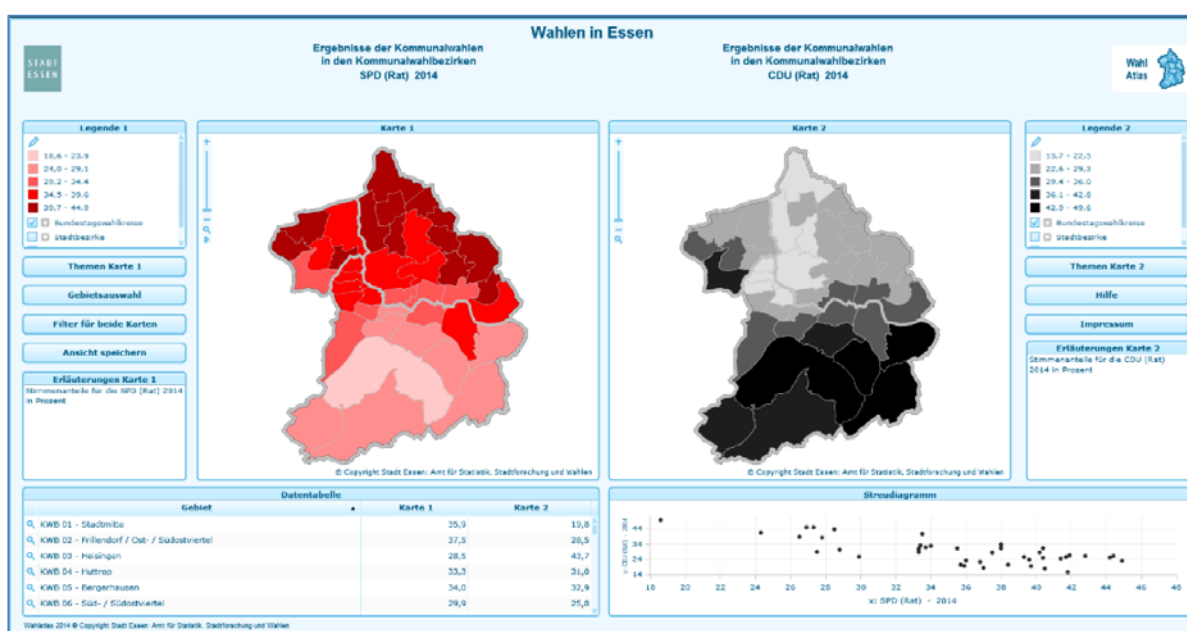 Wahlen in Essen
STADT
ESSEN
Ergebnisse der Kommunalwahlen
in den Kommunalwahlbezirken
SPD (Rat) 2014
Ergebnisse der Kommunalwahlen
in den Kommunalwahlbezirken
CDU (Rat) 2014
Wahl
Atlas
Legende 1
18,6 - 23,9
24,0 - 29,1
29,2 - 34,4
34,5 - 39,6
39,7 - 44,9
Bundestagswahlkreise
Stadtbezirke
Themen Karte 1
Gebietsauswahl
Filter für beide Karten
Ansicht speichern
Erläuterungen Karte 1
Stimmenanteile für die SPD (Rat) 2014
in Prozent
Karte 1
© Copyright Stadt Essen: Amt für Statistik, Stadtforschung und Wahlen
Karte 2
© Copyright Stadt Essen: Amt für Statistik, Stadtforschung und Wahlen
Legende 2
15,7 - 22,5
22,6 - 29,3
29,4 - 36,0
36,1 - 42,8
42,9 - 49,6
Bundestagswahlkreise
Stadtbezirke
Themen Karte 2
Hilfe
Impressum
Erläuterungen Karte 2
Stimmenanteile für die CDU (Rat)
2014 in Prozent
Datentabelle
Gebiet Karte 1 Karte 2
KWB 01 - Stadtmitte 35,9 19,8
KWB 02 - Frillendorf / Ost- / Südostviertel 37,5 28,5
KWB 03 - Heisingen 28,5 43,7
KWB 04 - Huttrop 33,3 31,0
KWB 05 - Bergerhausen 34,0 32,9
KWB 06 - Süd- / Südostviertel 29,9 25,8
Streudiagramm
y: CDU (Rat) - 2014
44
34
24
14
18 20 22 24 26 28 30 32 34 36 38 40 42 44 46 48
x: SPD (Rat) - 2014
Wahlatlas 2014 © Copyright Stadt Essen: Amt für Statistik, Stadtforschung und Wahlen